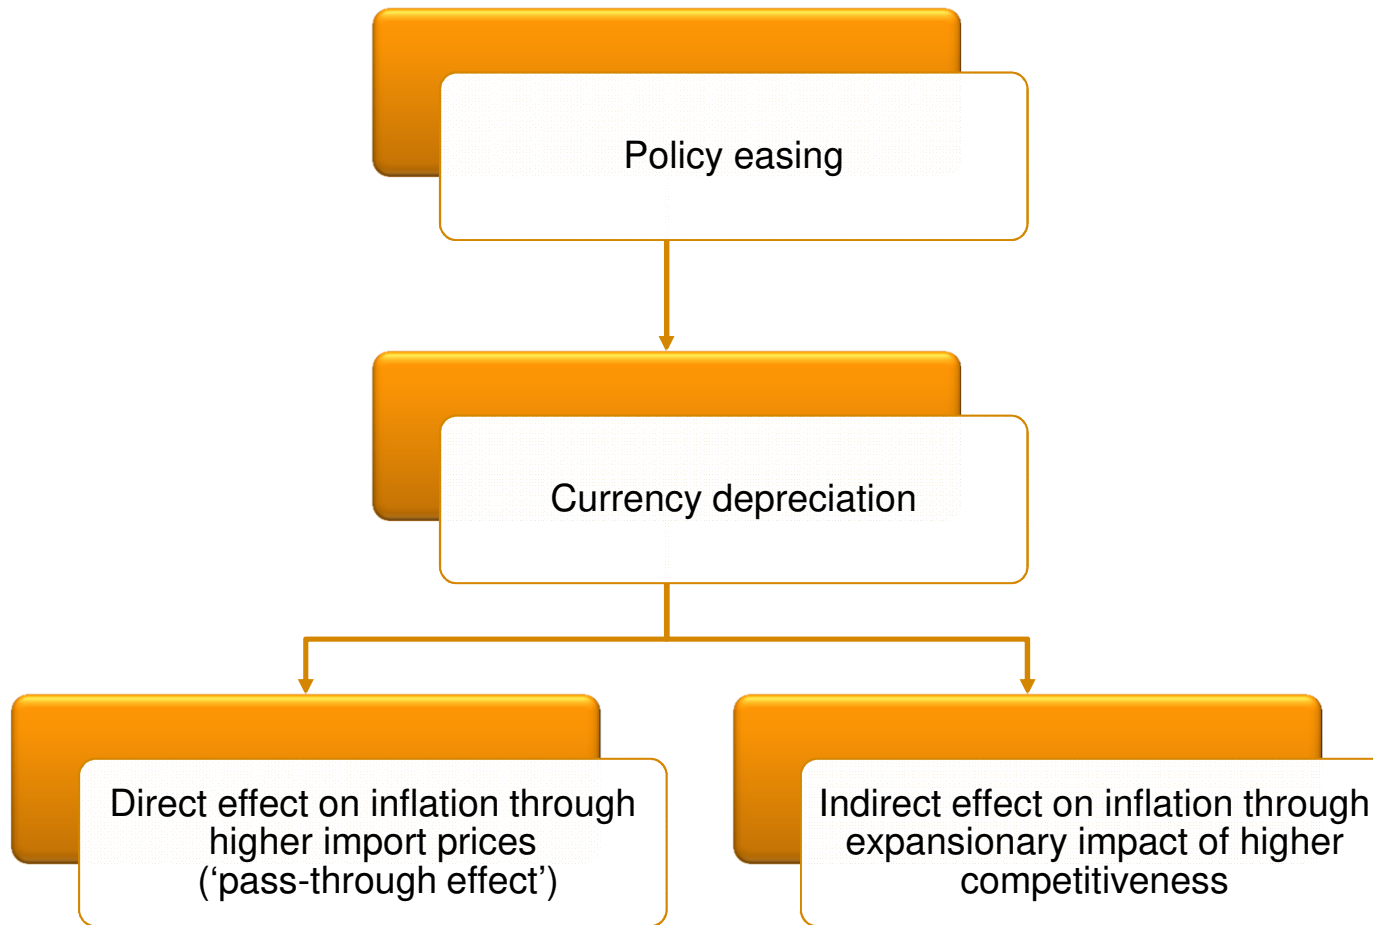 Policy easing
Currency depreciation
Direct effect on inflation through
higher import prices
(‘pass-through effect’)
Indirect effect on inflation through
expansionary impact of higher
competitiveness